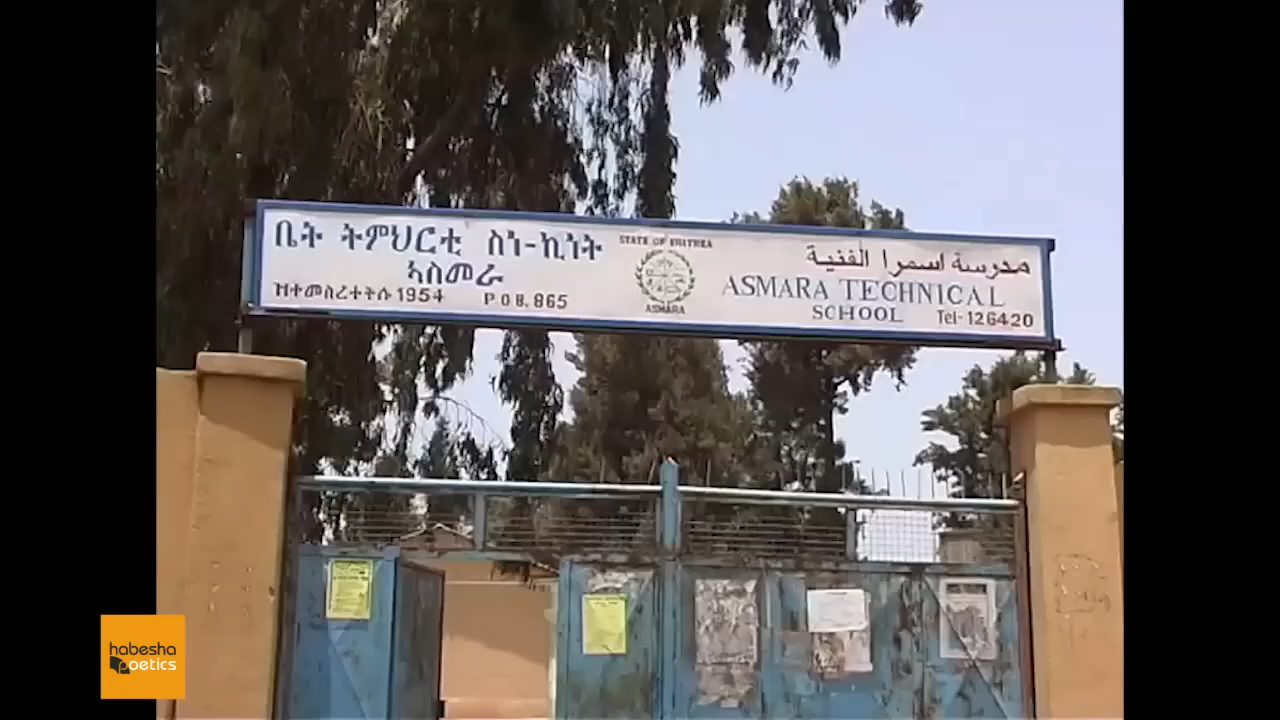 ቤት ትምህርቲ ስነ-ኪነት
ኣስመራ
ዝተመስረተትሉ 1954 P O B. 865
STATE OF ERITREA
ASMARA
مدرسة اسمرا الفنية
ASMARA TECHNICAL
SCHOOL Tel-126420
habesha
poetics